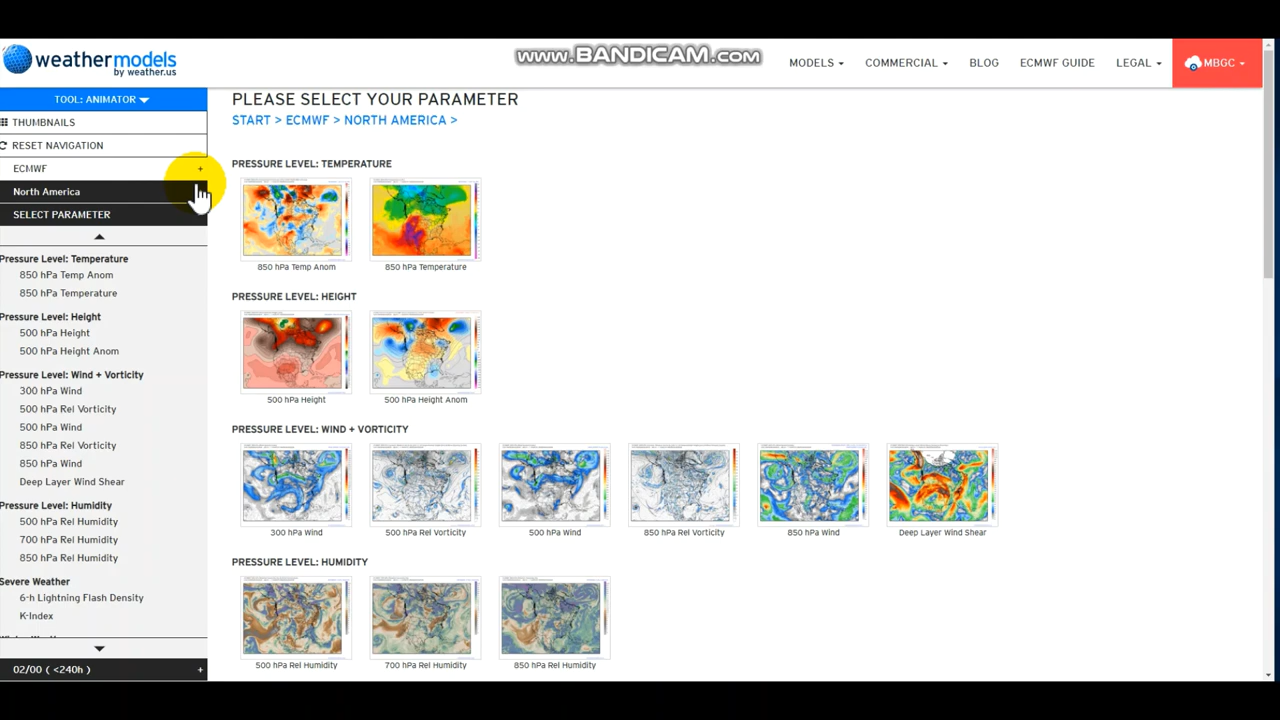 www.BANDICAM.com
weathermodels
by weather.us
MODELS
COMMERCIAL
BLOG
ECMWF GUIDE
LEGAL
MBGC
TOOL: ANIMATOR
THUMBNAILS
RESET NAVIGATION
ECMWF +
North America
SELECT PARAMETER
Pressure Level: Temperature
850 hPa Temp Anom
850 hPa Temperature
Pressure Level: Height
500 hPa Height
500 hPa Height Anom
Pressure Level: Wind + Vorticity
300 hPa Wind
500 hPa Rel Vorticity
500 hPa Wind
850 hPa Rel Vorticity
850 hPa Wind
Deep Layer Wind Shear
Pressure Level: Humidity
500 hPa Rel Humidity
700 hPa Rel Humidity
850 hPa Rel Humidity
Severe Weather
6-h Lightning Flash Density
K-Index
02/00 ( <240h ) +
PLEASE SELECT YOUR PARAMETER
START > ECMWF > NORTH AMERICA >
PRESSURE LEVEL: TEMPERATURE
850 hPa Temp Anom
850 hPa Temperature
PRESSURE LEVEL: HEIGHT
500 hPa Height
500 hPa Height Anom
PRESSURE LEVEL: WIND + VORTICITY
300 hPa Wind
500 hPa Rel Vorticity
500 hPa Wind
850 hPa Rel Vorticity
850 hPa Wind
Deep Layer Wind Shear
PRESSURE LEVEL: HUMIDITY
500 hPa Rel Humidity
700 hPa Rel Humidity
850 hPa Rel Humidity